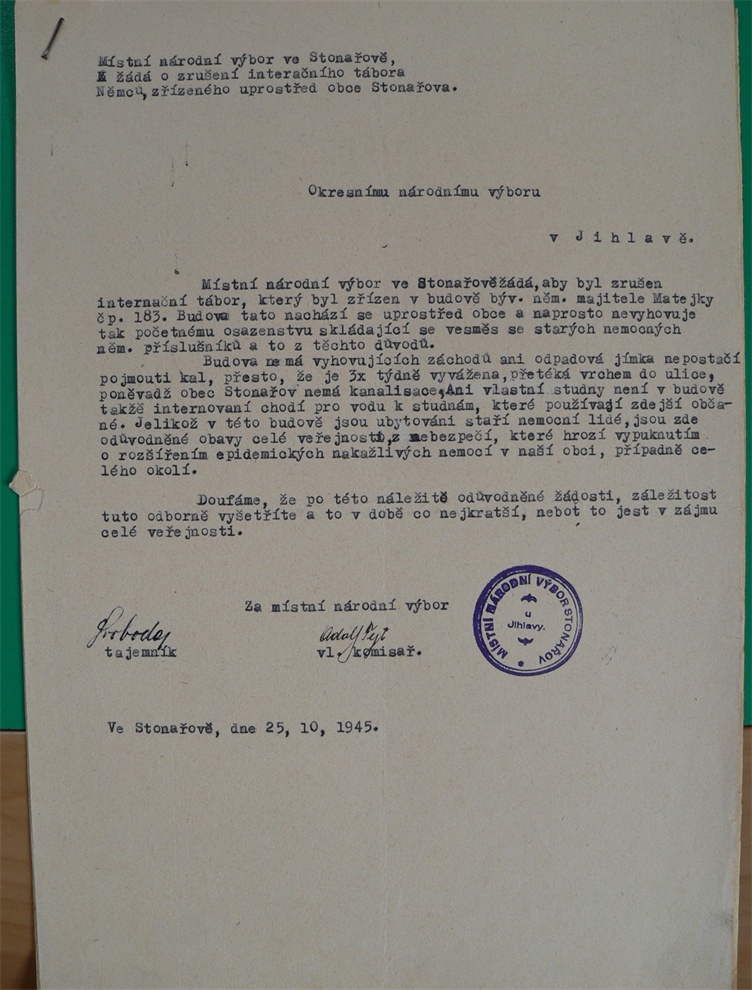 Místní národní výbor ve Stonařově,
žádá o zrušení interačního tábora
Němců, zřízeného uprostřed obce Stonařova.
Okresnímu národnímu výboru
v Jihlavě.
Místní národní výbor ve Stonařověžádá, aby byl zrušen
internační tábor, který byl zřízen v budově býv. něm. majitele Matejky
čp. 183. Budova tato nachází se uprostřed obce a naprosto nevyhovuje
tak početnému osazenstvu skládající se vesměs se starých nemocných
něm. příslušníků a to z těchto důvodů.
Budova nemá vyhovujících záchodů ani odpadová jímka nepostačí
pojmouti kal, přesto, že je 3x týdně vyvážena, přetéká vrchem do ulice,
poněvadž obec Stonařov nemá kanalisace, Ani vlastní studny není v budově
takže internovaní chodí pro vodu k studnám, které používají zdejší obča-
né. Jelikož v této budově jsou ubytováni staří nemocní lidé, jsou zde
odůvodněné obavy celé veřejnosti, z nebezpečí, které hrozí vypuknutím
o rozšířením epidemických nakažlivých nemocí v naší obci, případně ce-
lého okolí.
Doufáme, že po této náležitě odůvodněné žádosti, záležitost
tuto odborně vyšetříte a to v době co nejkratší, neboť to jest v zájmu
celé veřejnosti.
Za místní národní výbor
Svoboda
tajemník
Adolf
vl. komisař.
MÍSTNÍ NÁRODNÍ VÝBOR STONAŘOV
u
Jihlavy.
Ve Stonařově, dne 25, 10, 1945.